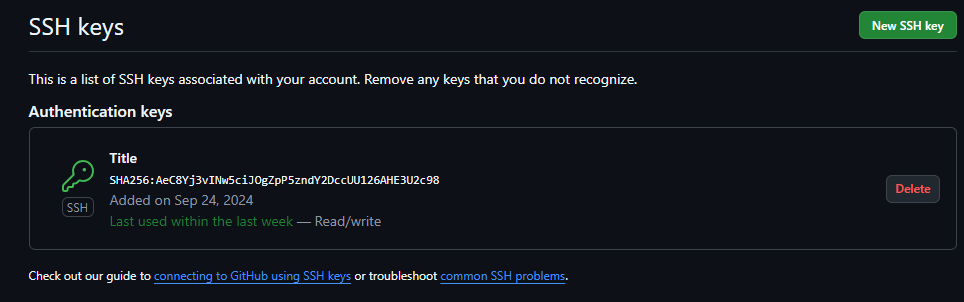 SSH keys
New SSH key
This is a list of SSH keys associated with your account. Remove any keys that you do not recognize.
Authentication keys
Title
SHA256:AeC8Yj3vINw5ciJOgZpP5zndY2DccUU126AHE3U2c98
Added on Sep 24, 2024
SSH
Delete
Last used within the last week — Read/write
Check out our guide to connecting to GitHub using SSH keys or troubleshoot common SSH problems.